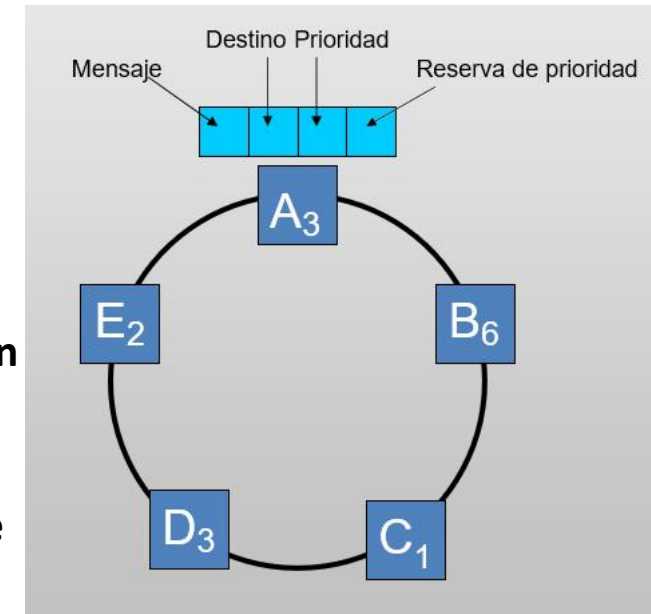 Destino Prioridad
Mensaje
Reserva de prioridad
A₃
E₂
B₆
n
D₃
C₁
e